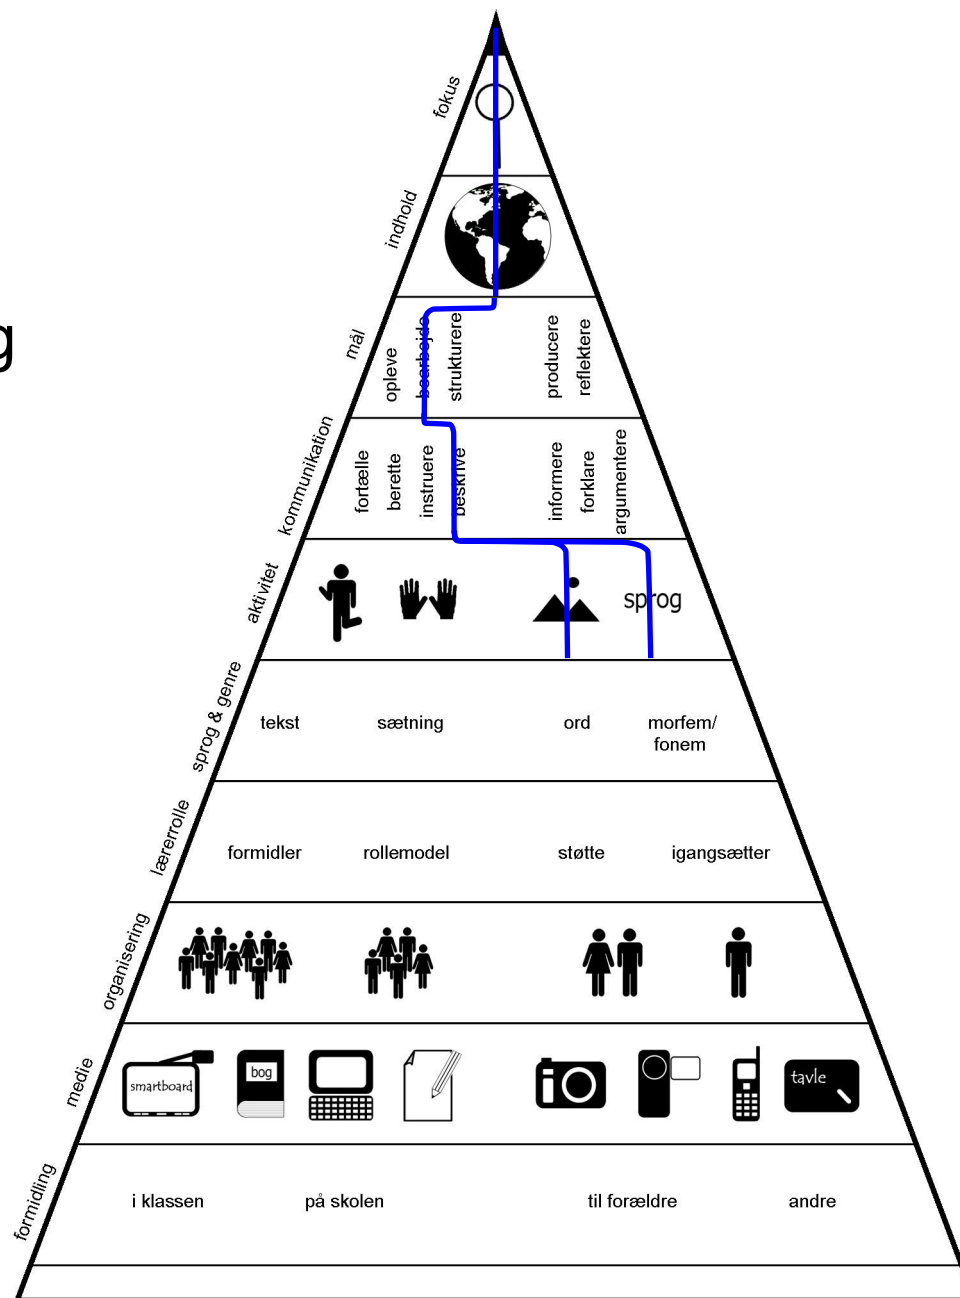 fokus
indhold
g
mål
opleve
bearbejde
strukturere
producere
reflektere
kommunikation
fortælle
berette
instruere
beskrive
informere
forklare
argumentere
aktivitet
sprog
sprog & genre
tekst
sætning
ord
morfem/
fonem
lærerrolle
formidler
rollemodel
støtte
igangsætter
organisering
medie
smartboard
bog
tavle
formidling
i klassen
på skolen
til forældre
andre